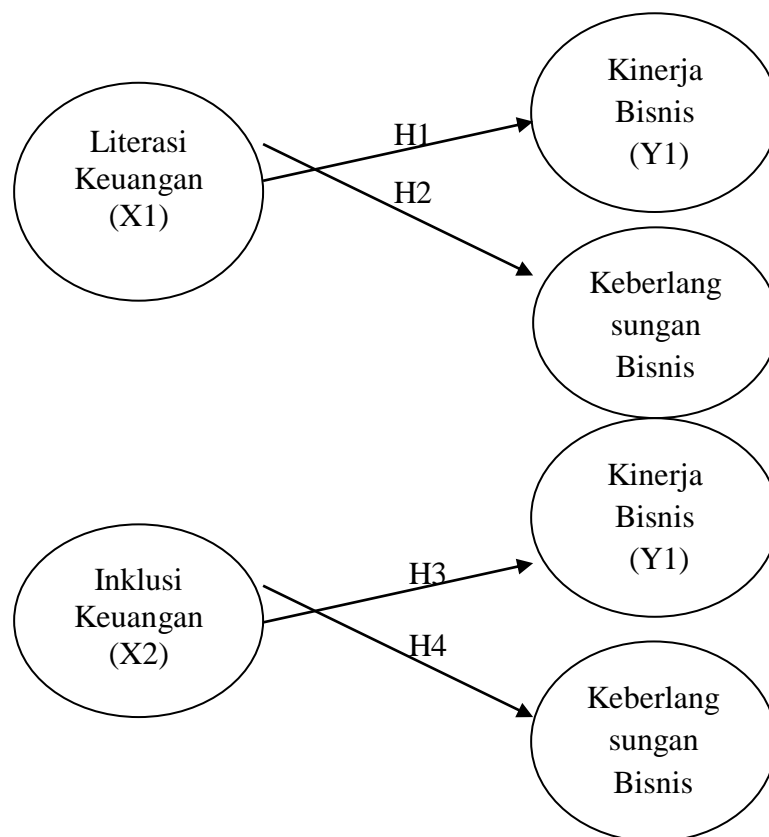 Literasi
Keuangan
(X1)
H1
H2
Kinerja
Bisnis
(Y1)
Keberlang
sungan
Bisnis
Inklusi
Keuangan
(X2)
H3
H4
Kinerja
Bisnis
(Y1)
Keberlang
sungan
Bisnis